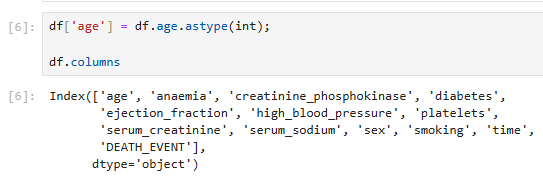 [6]: df['age'] = df.age.astype(int);
df.columns
[6]: Index(['age', 'anaemia', 'creatinine_phosphokinase', 'diabetes',
'ejection_fraction', 'high_blood_pressure', 'platelets',
'serum_creatinine', 'serum_sodium', 'sex', 'smoking', 'time',
'DEATH_EVENT'],
dtype='object')